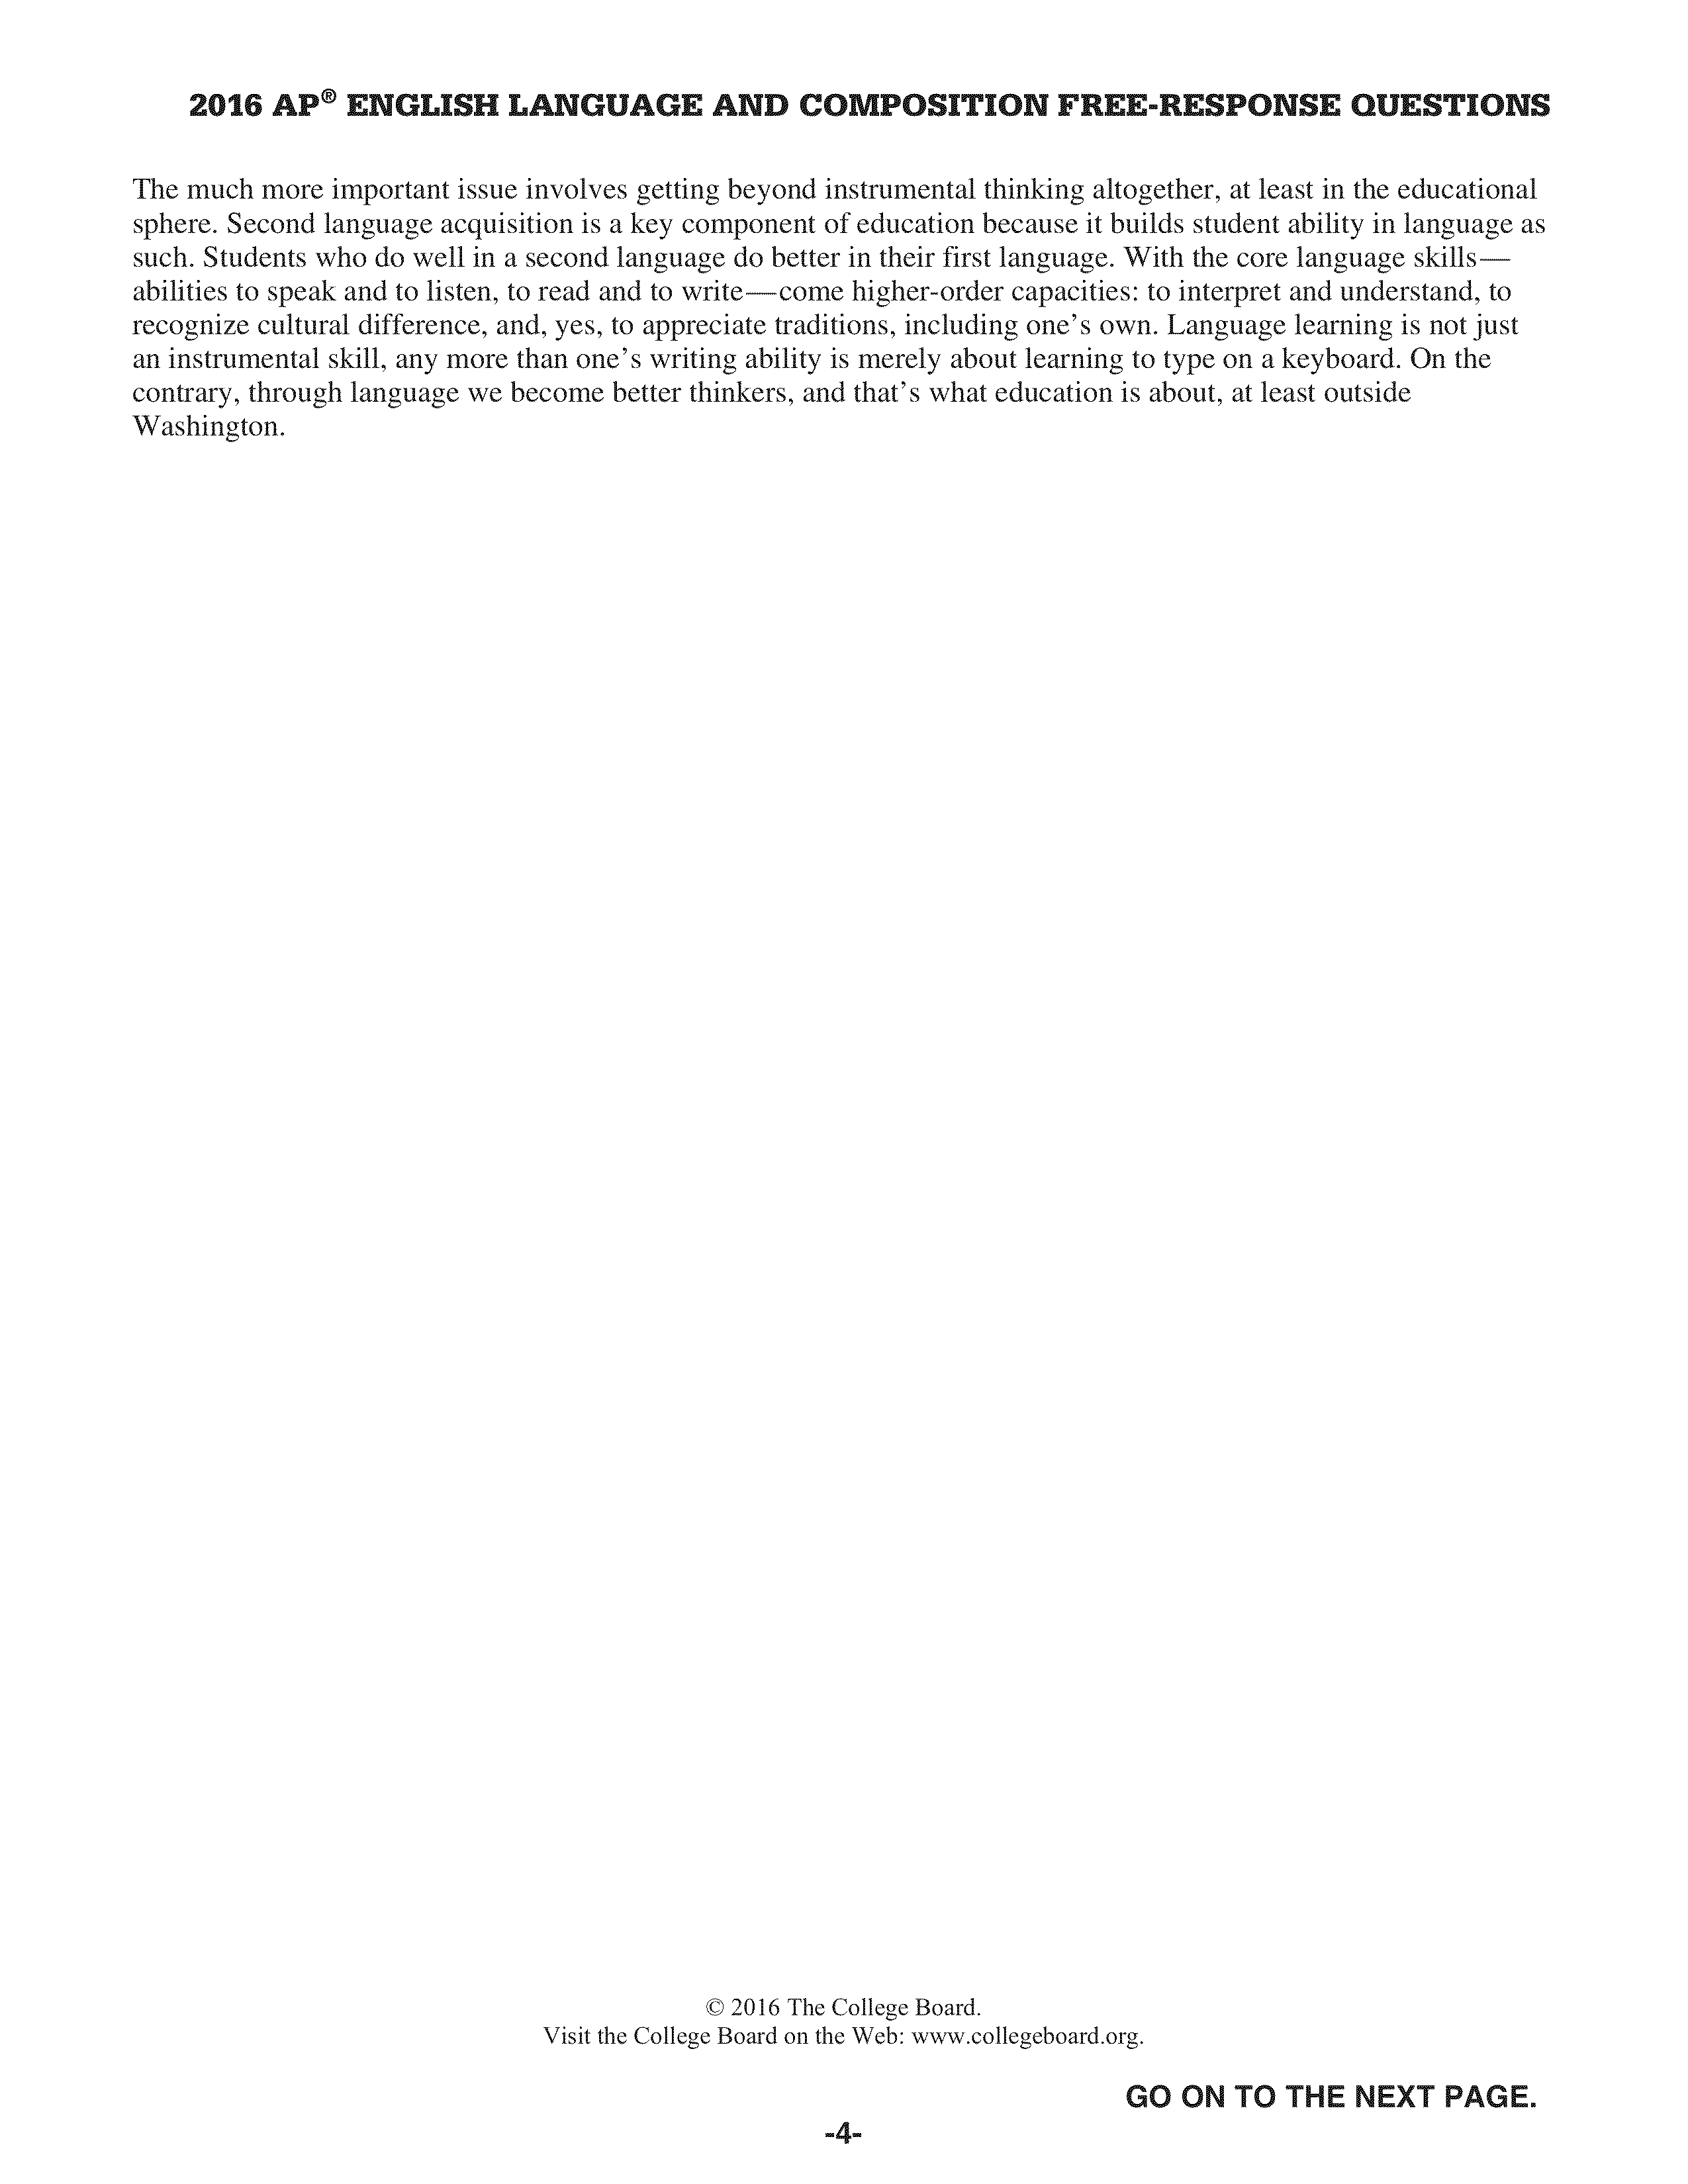 2016 AP® ENGLISH LANGUAGE AND COMPOSITION FREE-RESPONSE QUESTIONS
The much more important issue involves getting beyond instrumental thinking altogether, at least in the educational
sphere. Second language acquisition is a key component of education because it builds student ability in language as
such. Students who do well in a second language do better in their first language. With the core language skills—
abilities to speak and to listen, to read and to write—come higher-order capacities: to interpret and understand, to
recognize cultural difference, and, yes, to appreciate traditions, including one’s own. Language learning is not just
an instrumental skill, any more than one’s writing ability is merely about learning to type on a keyboard. On the
contrary, through language we become better thinkers, and that’s what education is about, at least outside
Washington.
© 2016 The College Board.
Visit the College Board on the Web: www.collegeboard.org.
GO ON TO THE NEXT PAGE.
-4-